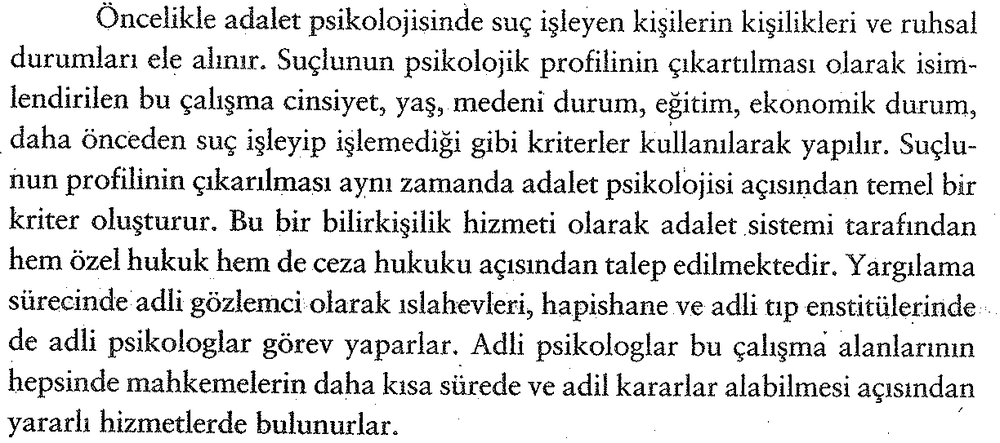 Öncelikle adalet psikolojisinde suç işleyen kişilerin kişilikleri ve ruhsal
durumları ele alınır. Suçlunun psikolojik profilinin çıkartılması olarak isim-
lendirilen bu çalışma cinsiyet, yaş, medeni durum, eğitim, ekonomik durum,
daha önceden suç işleyip işlemediği gibi kriterler kullanılarak yapılır. Suçlu-
nun profilinin çıkarılması aynı zamanda adalet psikolojisi açısından temel bir
kriter oluşturur. Bu bir bilirkişilik hizmeti olarak adalet sistemi tarafından
hem özel hukuk hem de ceza hukuku açısından talep edilmektedir. Yargılama
sürecinde adli gözlemci olarak ıslahevleri, hapishane ve adli tıp enstitülerinde
de adli psikologlar görev yaparlar. Adli psikologlar bu çalışma alanlarının
hepsinde mahkemelerin daha kısa sürede ve adil kararlar alabilmesi açısından
yararlı hizmetlerde bulunurlar.